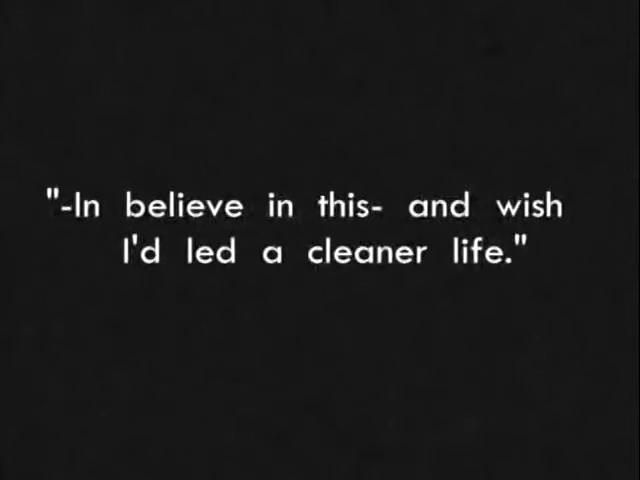 "-In believe in this- and wish
I'd led a cleaner life."